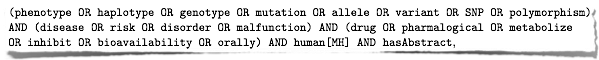 (phenotype OR haplotype OR genotype OR mutation OR allele OR variant OR SNP OR polymorphism)
AND (disease OR risk OR disorder OR malfunction) AND (drug OR pharmalogical OR metabolize
OR inhibit OR bioavailability OR orally) AND human[MH] AND hasAbstract,